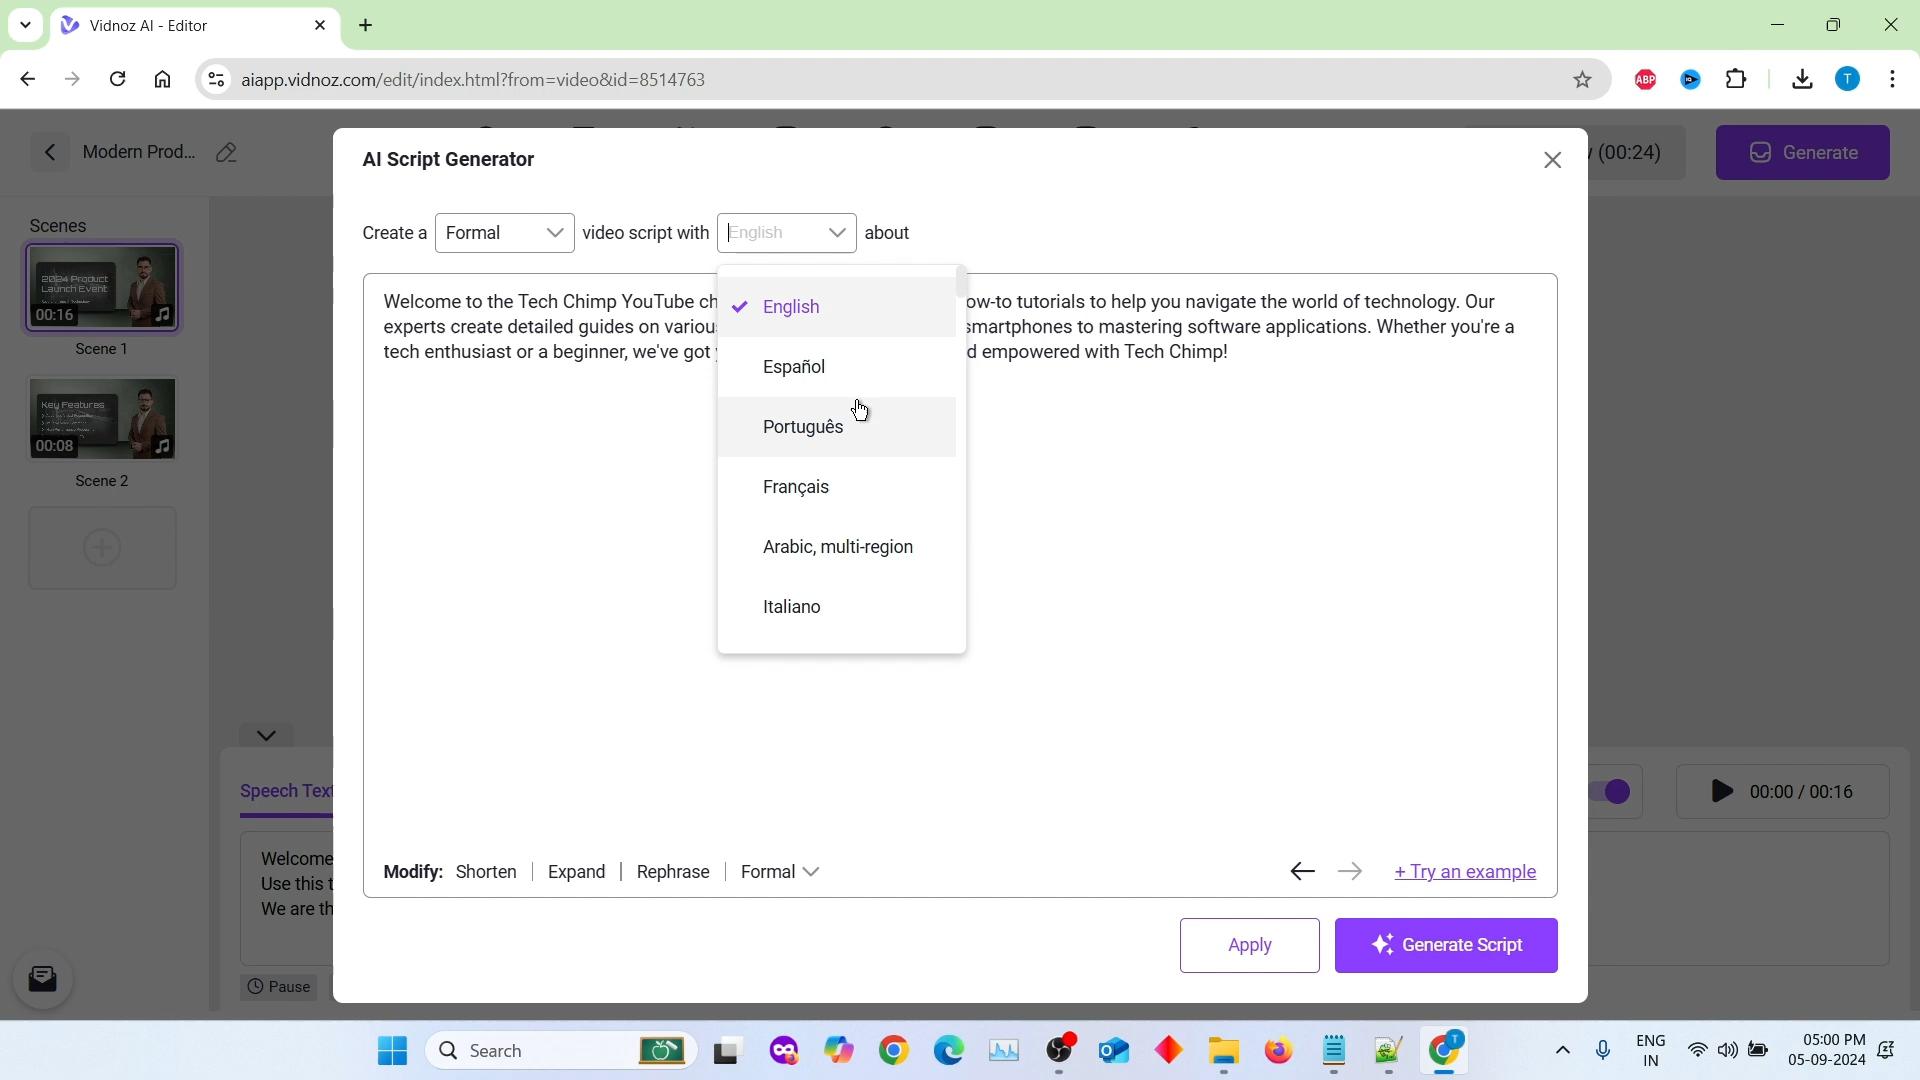 Vidnoz AI - Editor
aiapp.vidnoz.com/edit/index.html?from=video&id=8514763
ABP
T
Modern Prod...
(00:24)
Generate
AI Script Generator
Create a Formal video script with English about
Scenes
2024 Product
Launch Event
00:16
Scene 1
Key Features
00:08
Scene 2
Welcome to the Tech Chimp YouTube ch ow-to tutorials to help you navigate the world of technology. Our
experts create detailed guides on variou smartphones to mastering software applications. Whether you're a
tech enthusiast or a beginner, we've got d empowered with Tech Chimp!
English
Español
Português
Français
Arabic, multi-region
Italiano
Speech Text
00:00 / 00:16
Welcome
Use this t
We are th
Pause
Modify: Shorten Expand Rephrase Formal
+ Try an example
Apply
Generate Script
Search
ENG
IN
05:00 PM
05-09-2024
T